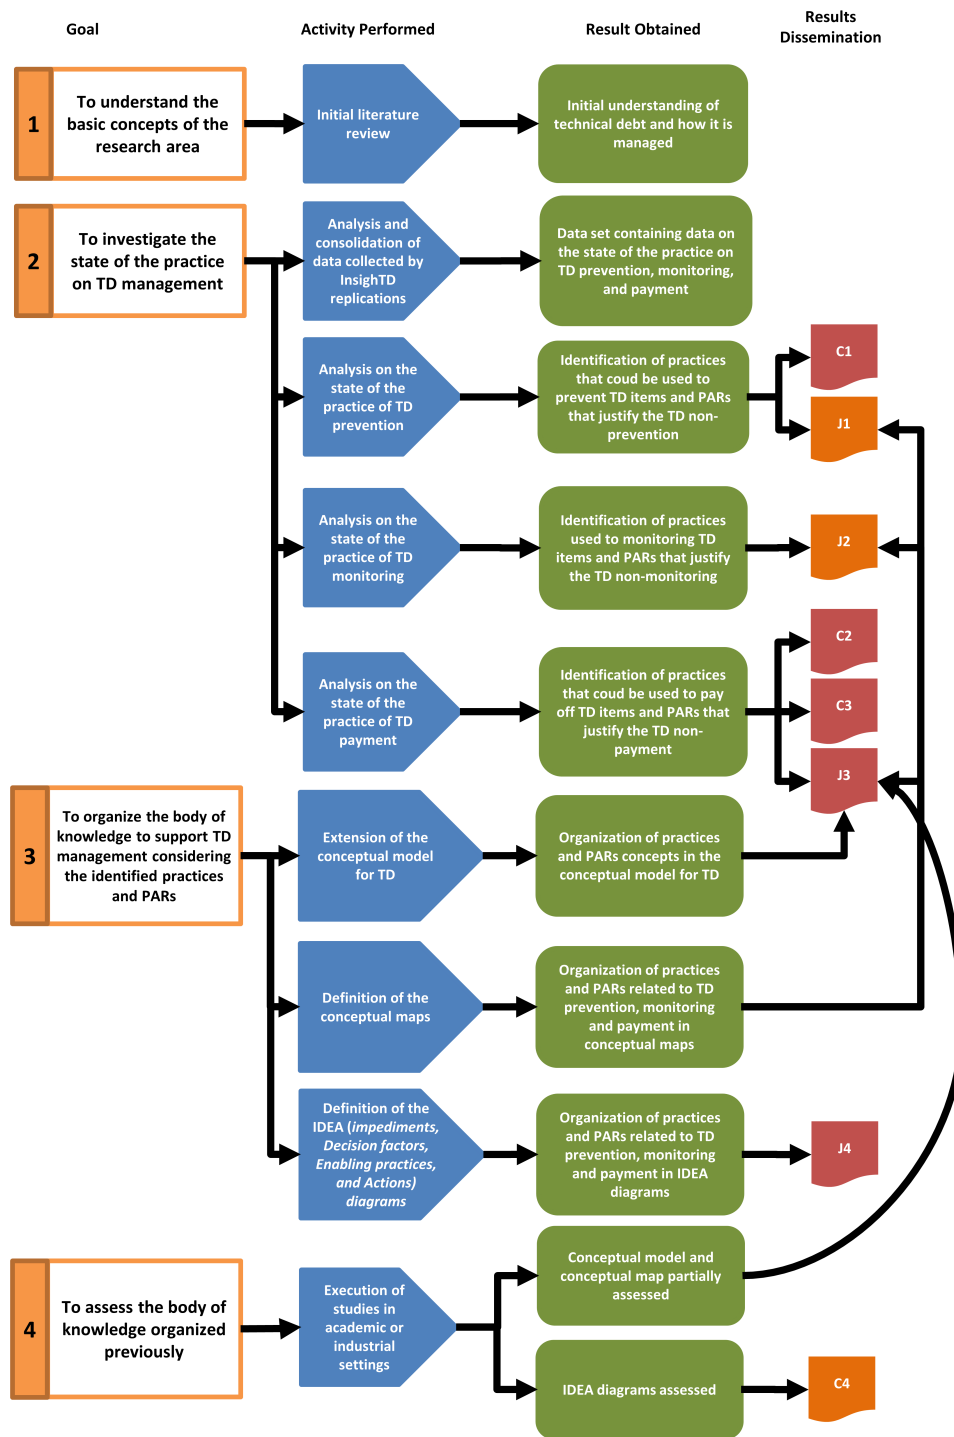 Goal
Activity Performed
Result Obtained
Results
Dissemination
1
To understand the
basic concepts of the
research area
Initial literature
review
Initial understanding of
technical debt and how it is
managed
2
To investigate the
state of the practice
on TD management
Analysis and
consolidation of
data collected by
InsighTD
replications
Data set containing data on
the state of the practice on
TD prevention, monitoring,
and payment
Analysis on the
state of the
practice of TD
prevention
Identification of practices
that coud be used to
prevent TD items and PARs
that justify the TD non-
prevention
C1
J1
Analysis on the
state of the
practice of TD
monitoring
Identification of practices
used to monitoring TD
items and PARs that justify
the TD non-monitoring
J2
Analysis on the
state of the
practice of TD
payment
Identification of practices
that coud be used to pay
off TD items and PARs that
justify the TD non-
payment
C2
C3
J3
3
To organize the body of
knowledge to support TD
management considering
the identified practices
and PARs
Extension of the
conceptual model
for TD
Organization of practices
and PARs concepts in the
conceptual model for TD
Definition of the
conceptual maps
Organization of practices
and PARs related to TD
prevention, monitoring
and payment in
conceptual maps
Definition of the
IDEA (impediments,
Decision factors,
Enabling practices,
and Actions)
diagrams
Organization of practices
and PARs related to TD
prevention, monitoring
and payment in IDEA
diagrams
J4
4
To assess the body of
knowledge organized
previously
Execution of
studies in
academic or
industrial
settings
Conceptual model and
conceptual map partially
assessed
IDEA diagrams assessed
C4